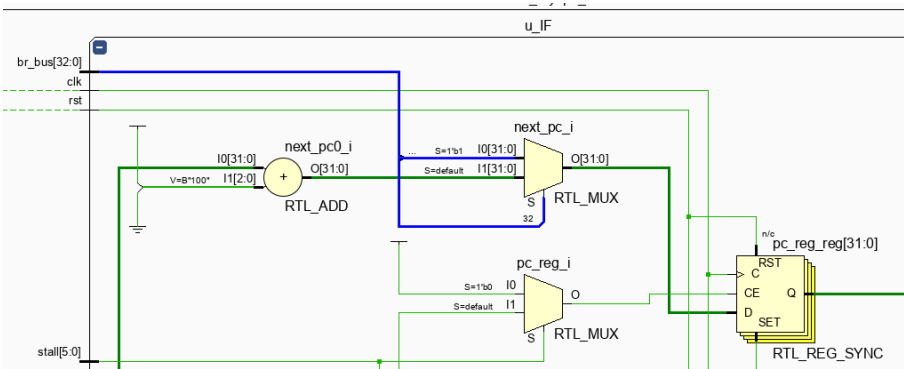 u_IF
br_bus[32:0]
clk
rst
next_pc_i
next_pc0_i
... S=1'b1 I0[31:0] O[31:0]
I0[31:0] O[31:0] S=default I1[31:0]
V=B"100" I1[2:0] +
S RTL_MUX
RTL_ADD
32
n/c
pc_reg_reg[31:0]
pc_reg_i
RST
C
S=1'b0 I0 O
CE Q
S=default I1
D
S RTL_MUX
SET
stall[5:0]
RTL_REG_SYNC